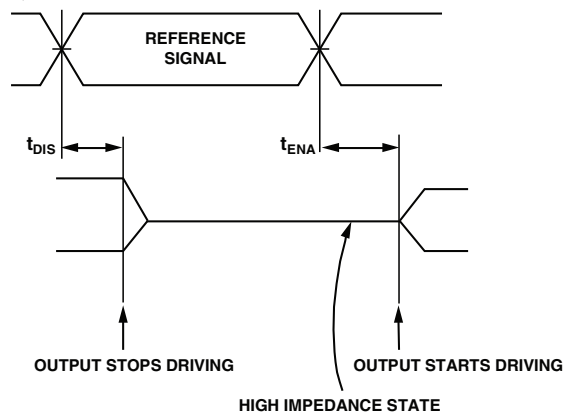 REFERENCE
SIGNAL
tDIS
tENA
OUTPUT STOPS DRIVING
OUTPUT STARTS DRIVING
HIGH IMPEDANCE STATE